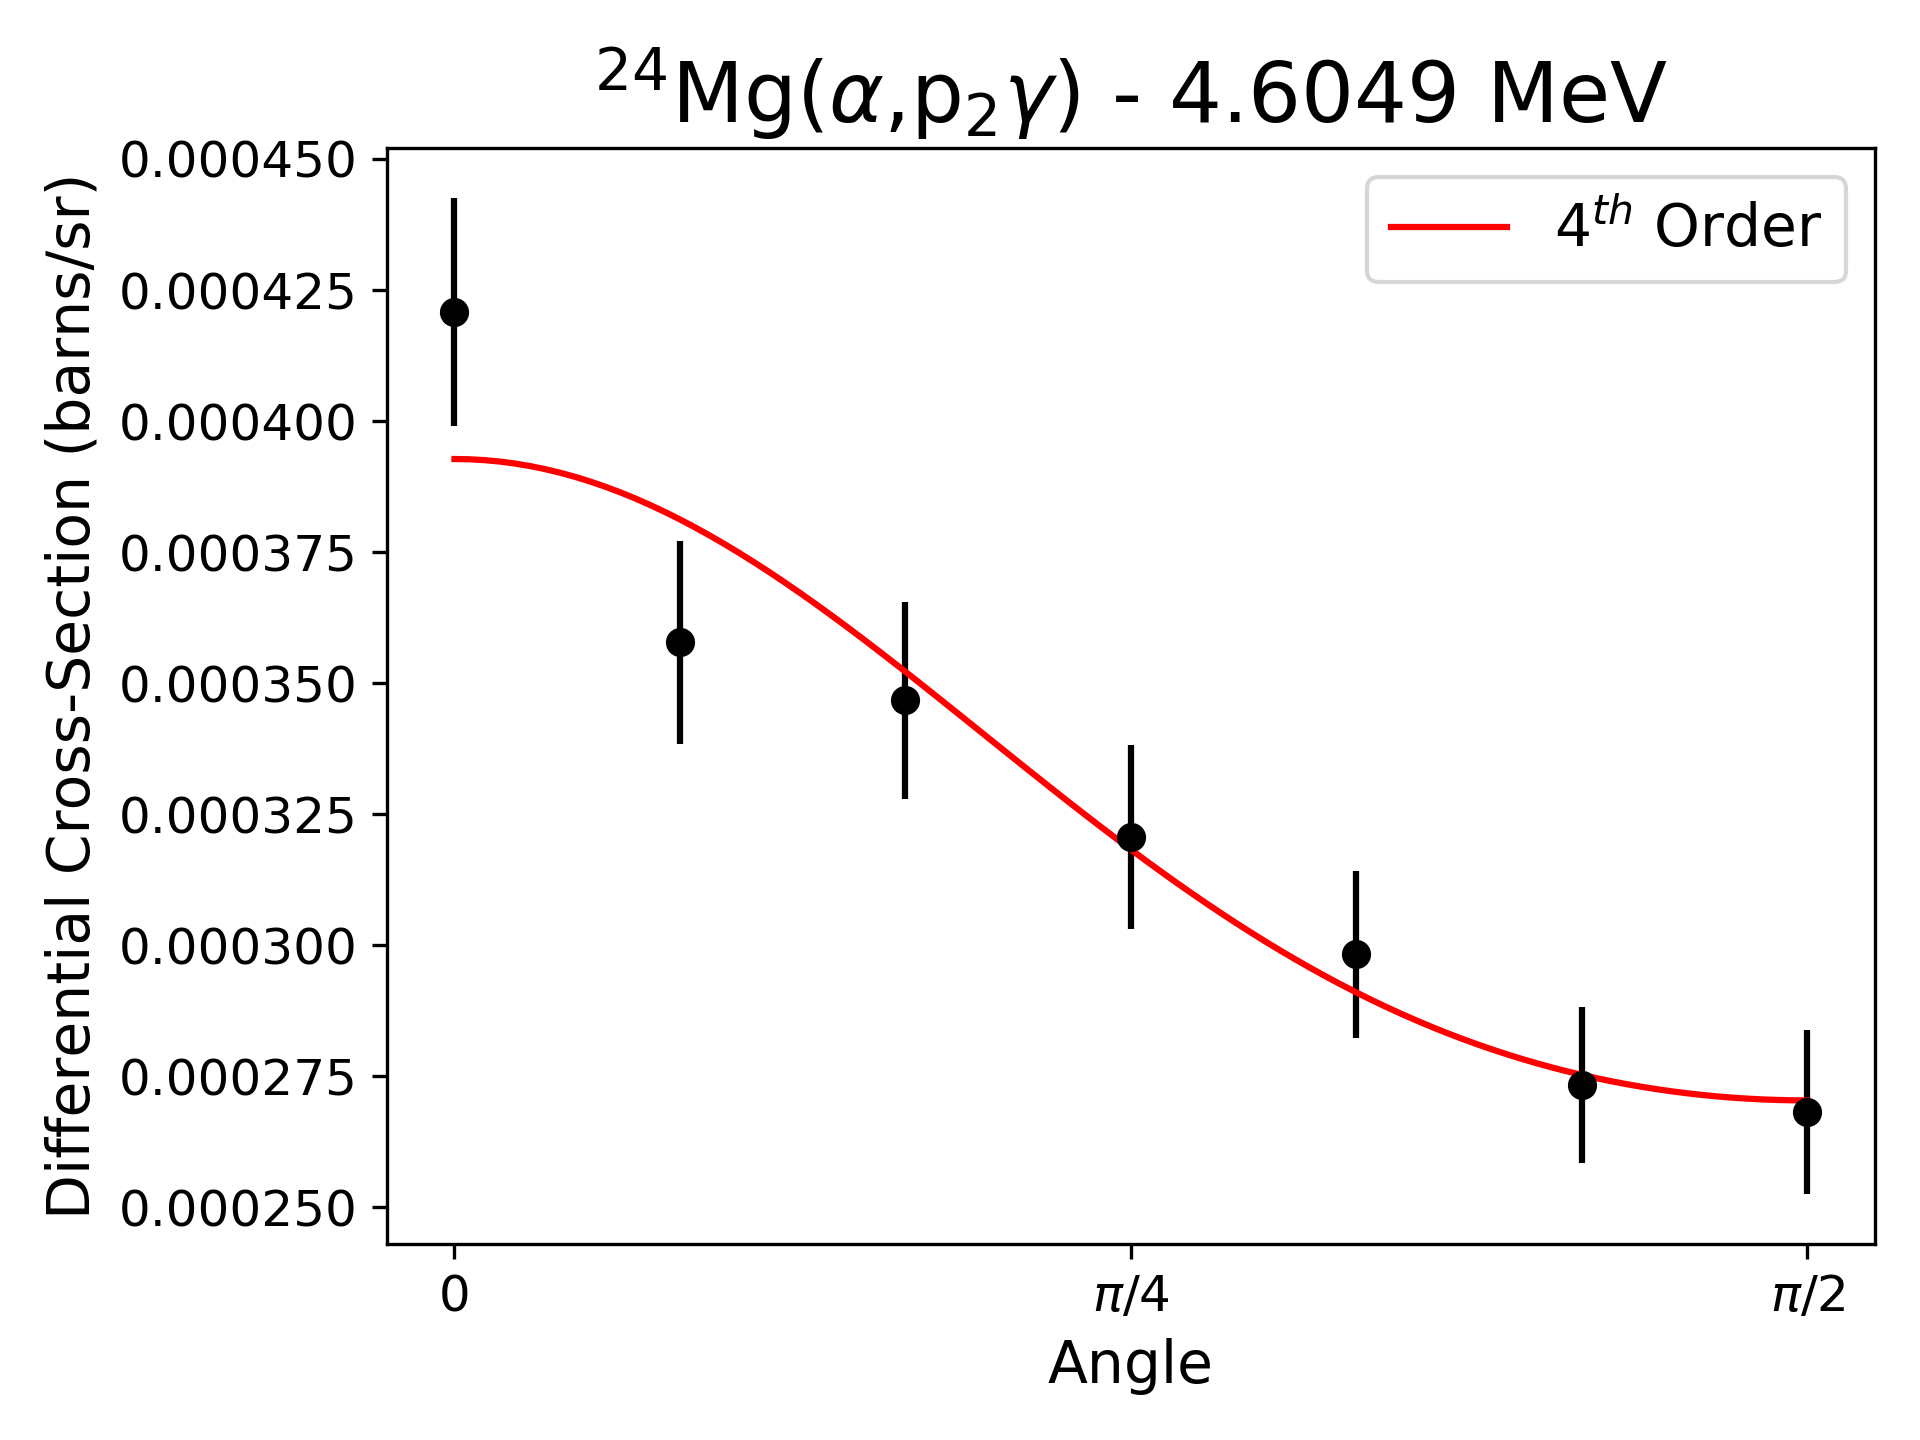 ²⁴Mg(α,p₂γ) - 4.6049 MeV
4ᵗʰ Order
Differential Cross-Section (barns/sr)
0.000450
0.000425
0.000400
0.000375
0.000350
0.000325
0.000300
0.000275
0.000250
0 π/4 π/2
Angle